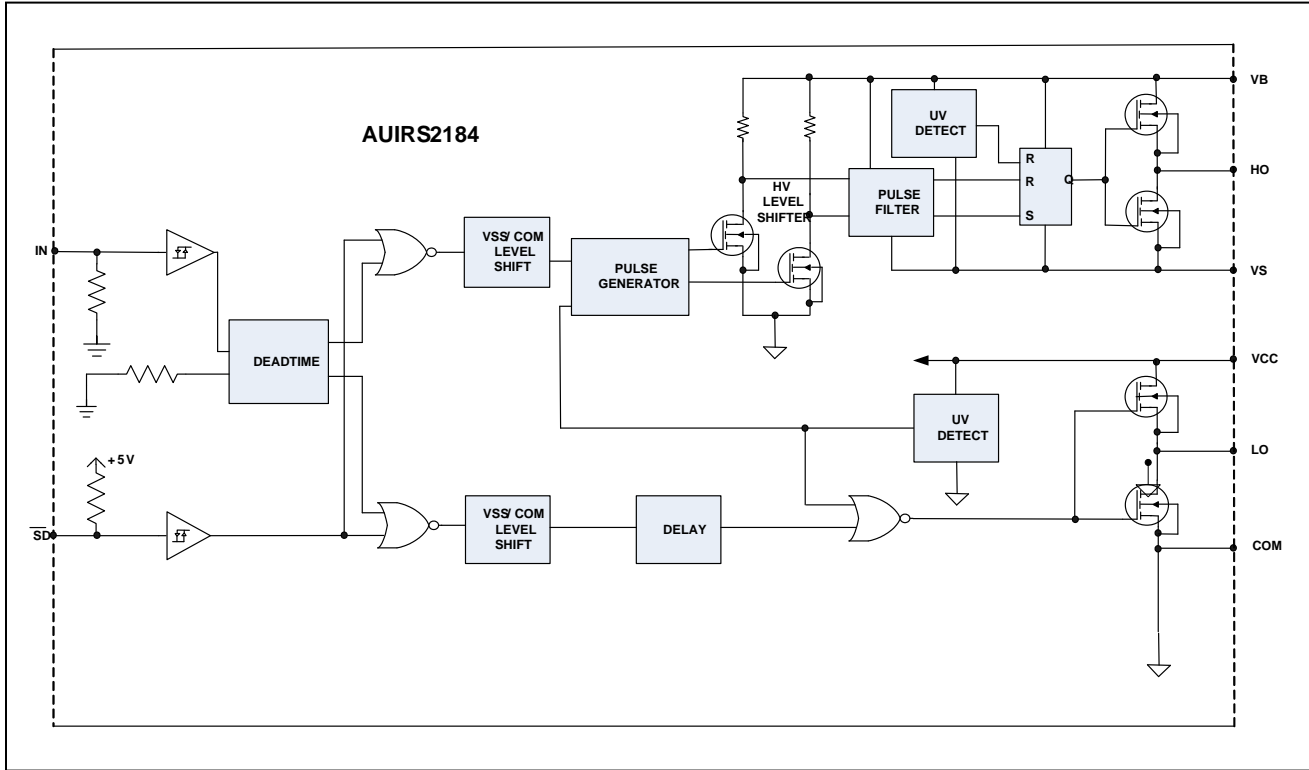 AUIRS2184
VB
UV
DETECT
R
R
Q
S
HO
PULSE
FILTER
HV
LEVEL
SHIFTER
VS
IN
VSS/COM
LEVEL
SHIFT
PULSE
GENERATOR
DEADTIME
VCC
UV
DETECT
LO
+5V
SD
VSS/COM
LEVEL
SHIFT
DELAY
COM